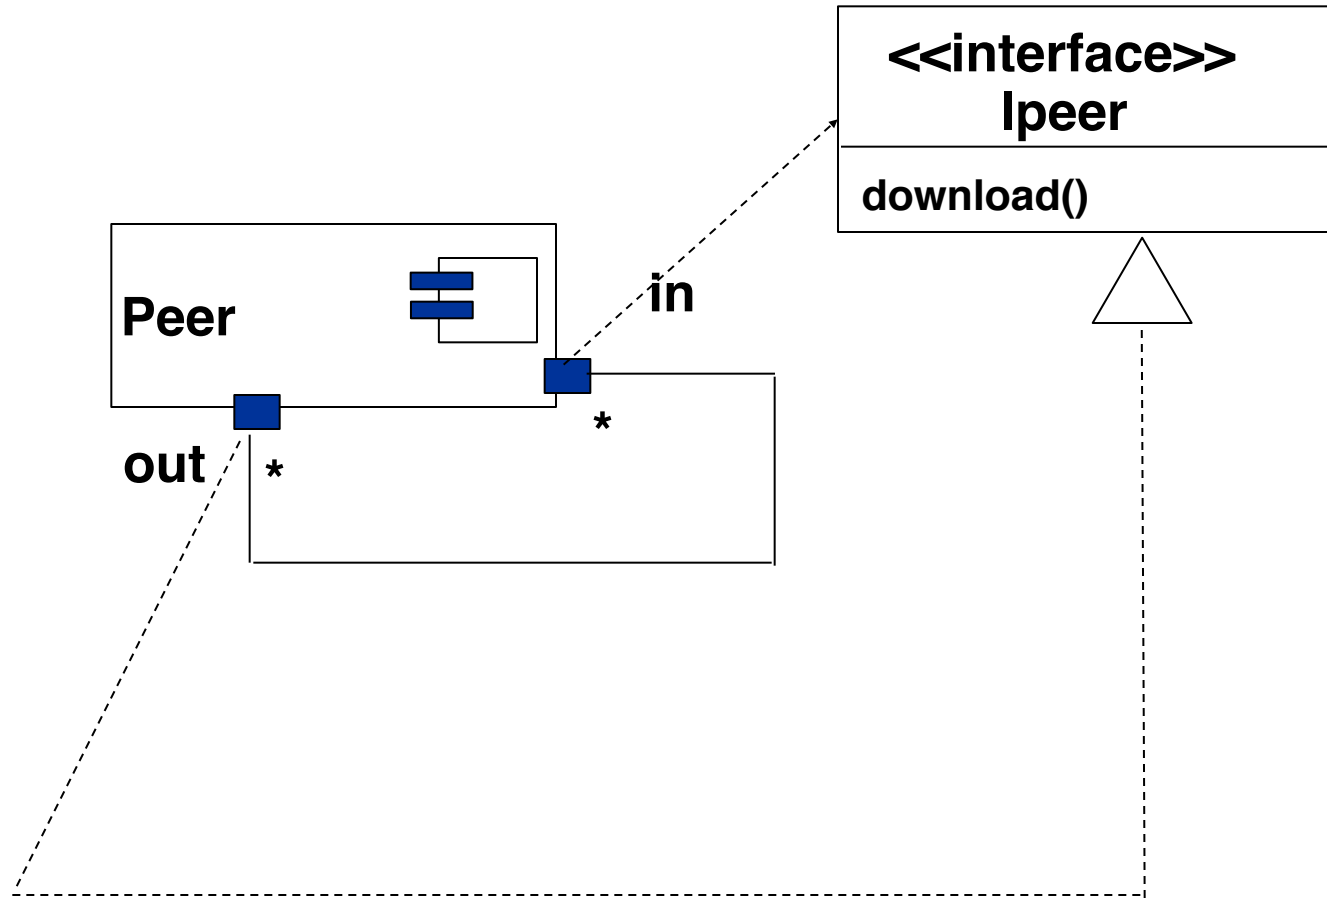 <<interface>>
Ipeer
download()
in
Peer
*
out
*